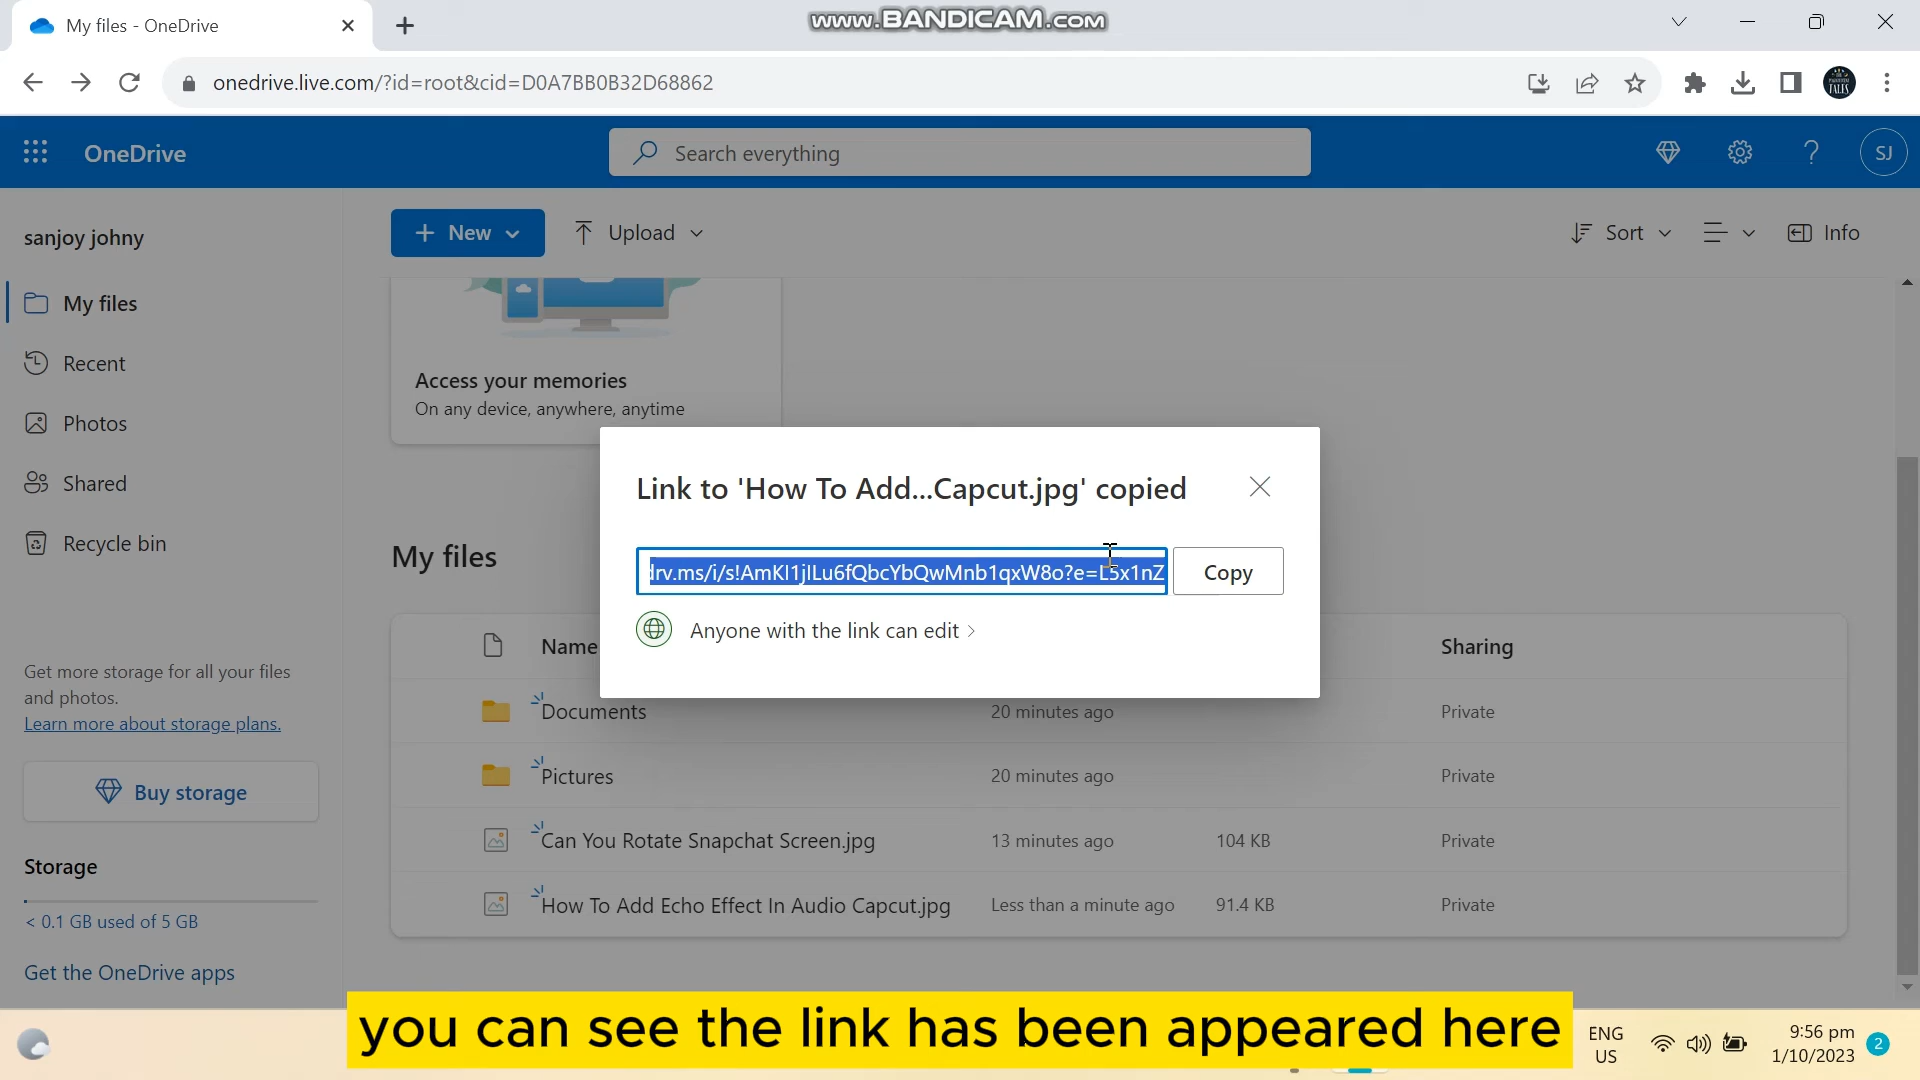 My files - OneDrive
www.BANDICAM.com
onedrive.live.com/?id=root&cid=D0A7BB0B32D68862
OneDrive
Search everything
SJ
sanjoy johny
New
Upload
Sort
Info
My files
Recent
Photos
Shared
Recycle bin
Access your memories
On any device, anywhere, anytime
Link to 'How To Add...Capcut.jpg' copied
drv.ms/i/s!AmKI1jILu6fQbcYbQwMnb1qxW8o?e=L5x1nZ
Copy
Anyone with the link can edit
My files
Name
Sharing
Documents
20 minutes ago
Private
Pictures
20 minutes ago
Private
Can You Rotate Snapchat Screen.jpg
13 minutes ago
104 KB
Private
How To Add Echo Effect In Audio Capcut.jpg
Less than a minute ago
91.4 KB
Private
Get more storage for all your files
and photos.
Learn more about storage plans.
Buy storage
Storage
< 0.1 GB used of 5 GB
Get the OneDrive apps
you can see the link has been appeared here
ENG
US
9:56 pm
1/10/2023
2